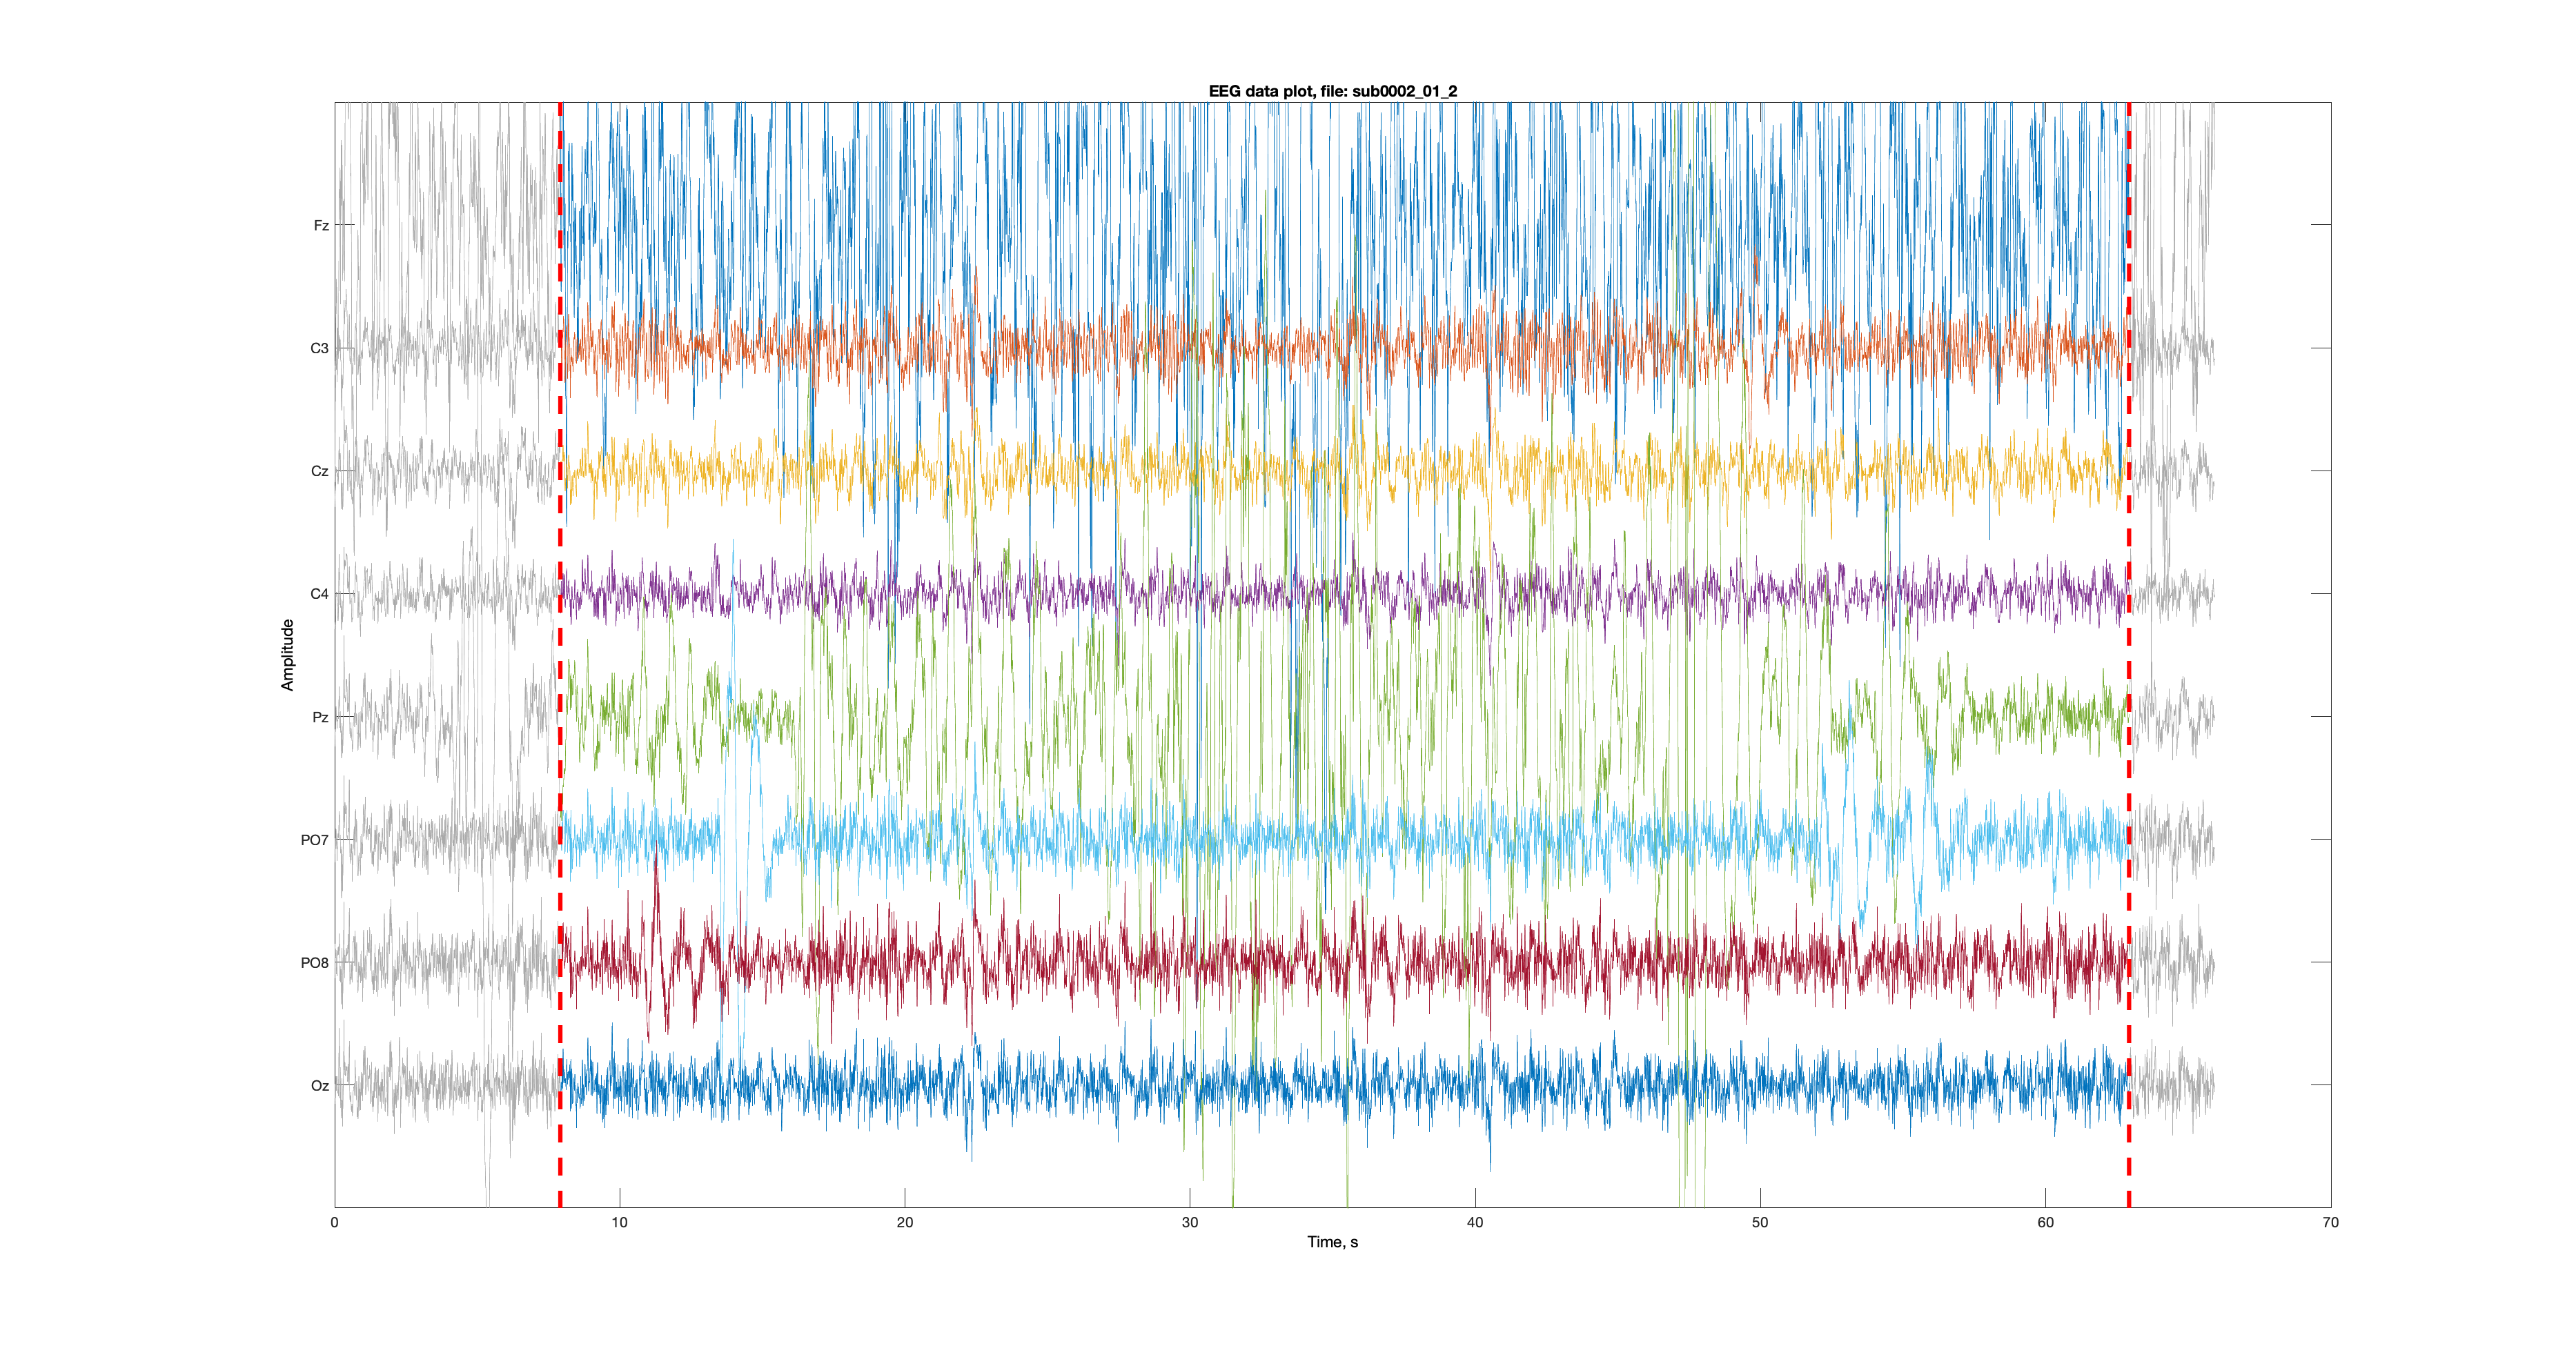 EEG data plot, file: sub0002_01_2
Fz
C3
Cz
C4
Pz
PO7
PO8
Oz
Amplitude
0 10 20 30 40 50 60 70
Time, s